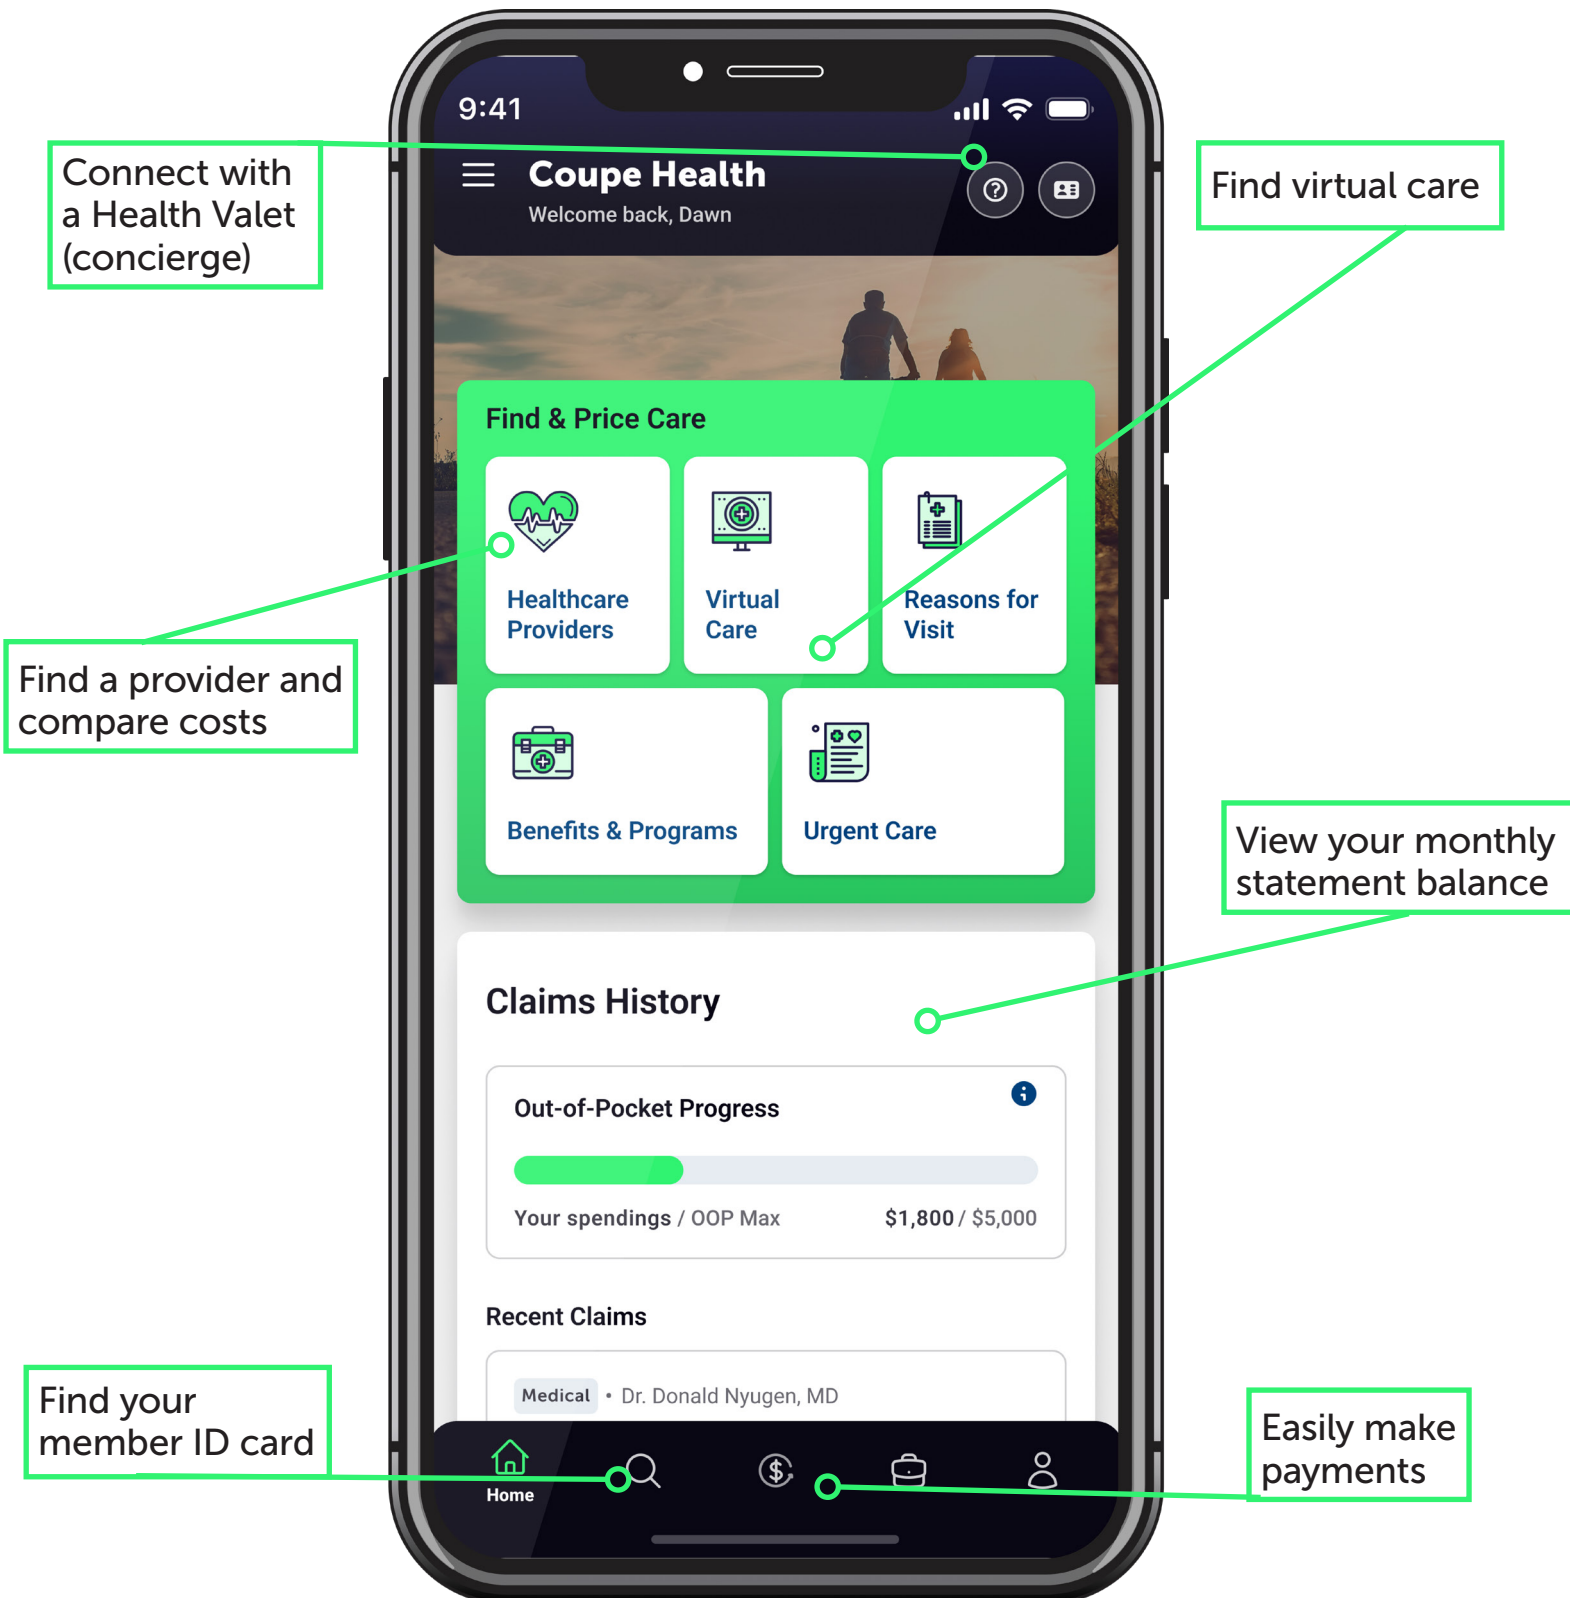 9:41
Coupe Health
Welcome back, Dawn
Connect with
a Health Valet
(concierge)
Find virtual care
Find & Price Care
Healthcare
Providers
Virtual
Care
Reasons for
Visit
Find a provider and
compare costs
Benefits & Programs
Urgent Care
View your monthly
statement balance
Claims History
Out-of-Pocket Progress
Your spendings / OOP Max
$1,800 / $5,000
Recent Claims
Medical • Dr. Donald Nyugen, MD
Find your
member ID card
Easily make
payments
$
Home